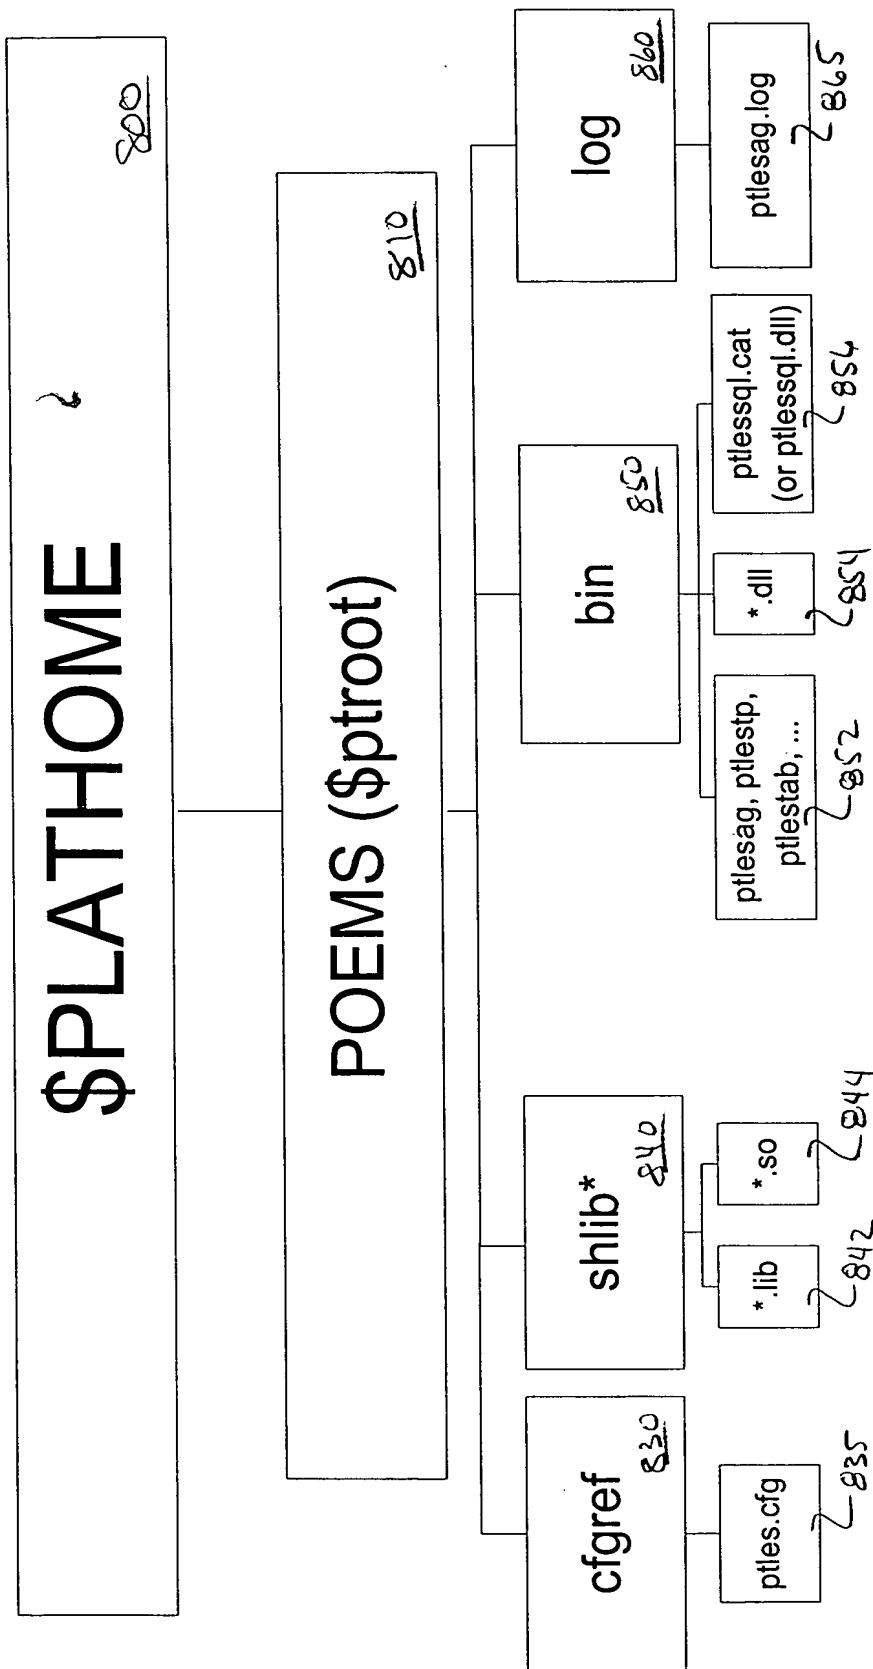 $PLATHOME
800
POEMS ($ptroot)
810
cfgref
830
shlib*
840
bin
850
log
860
ptles.cfg
835
*.lib
842
*.so
844
ptlesag, ptlestp,
ptlestab, ...
852
*.dll
854
ptlessql.cat
(or ptlessql.dll)
856
ptlesag.log
865